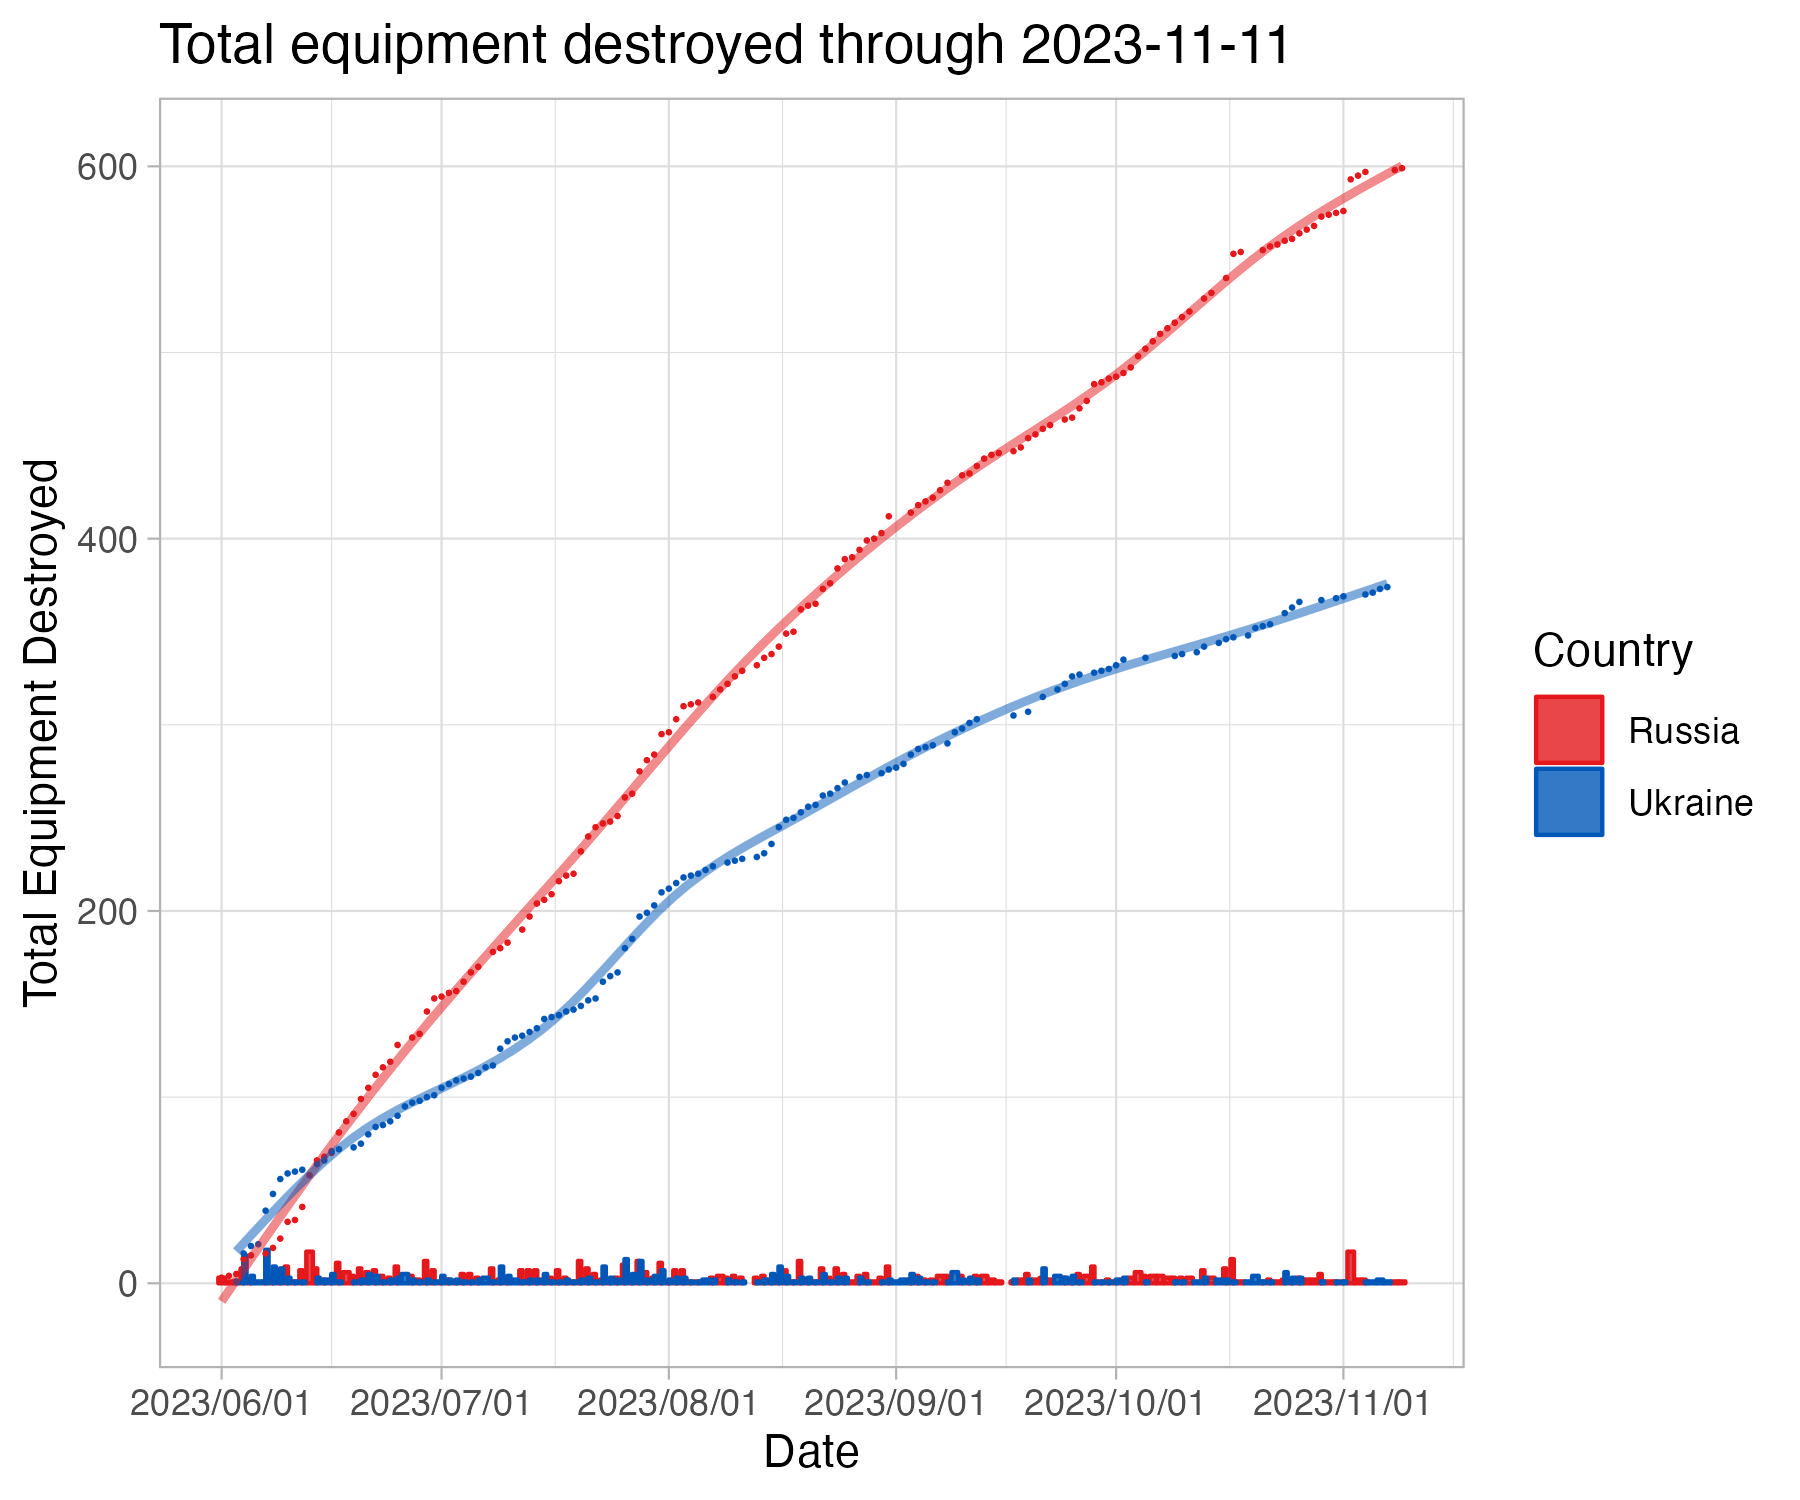 Total equipment destroyed through 2023-11-11
Total Equipment Destroyed
600
400
200
0
2023/06/01 2023/07/01 2023/08/01 2023/09/01 2023/10/01 2023/11/01
Date
Country
Russia
Ukraine